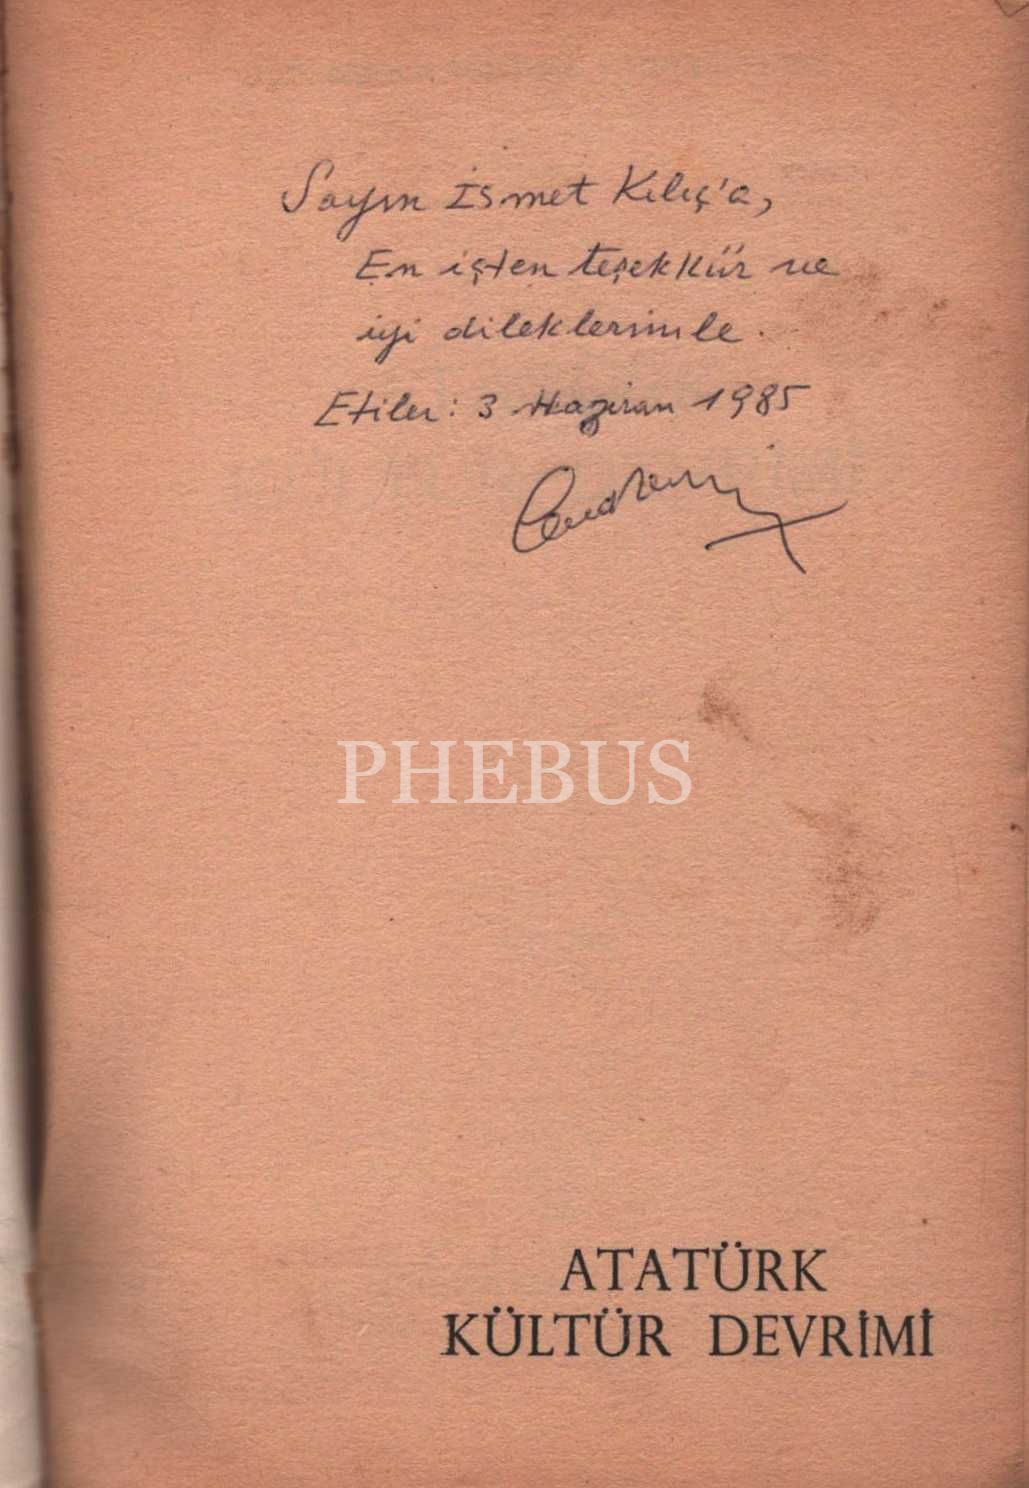 Sayın İsmet Kılıç'a,
En içten teşekkür ve
iyi dileklerimle.
Etiler: 3 Haziran 1985
PHEBUS
ATATÜRK
KÜLTÜR DEVRİMİ